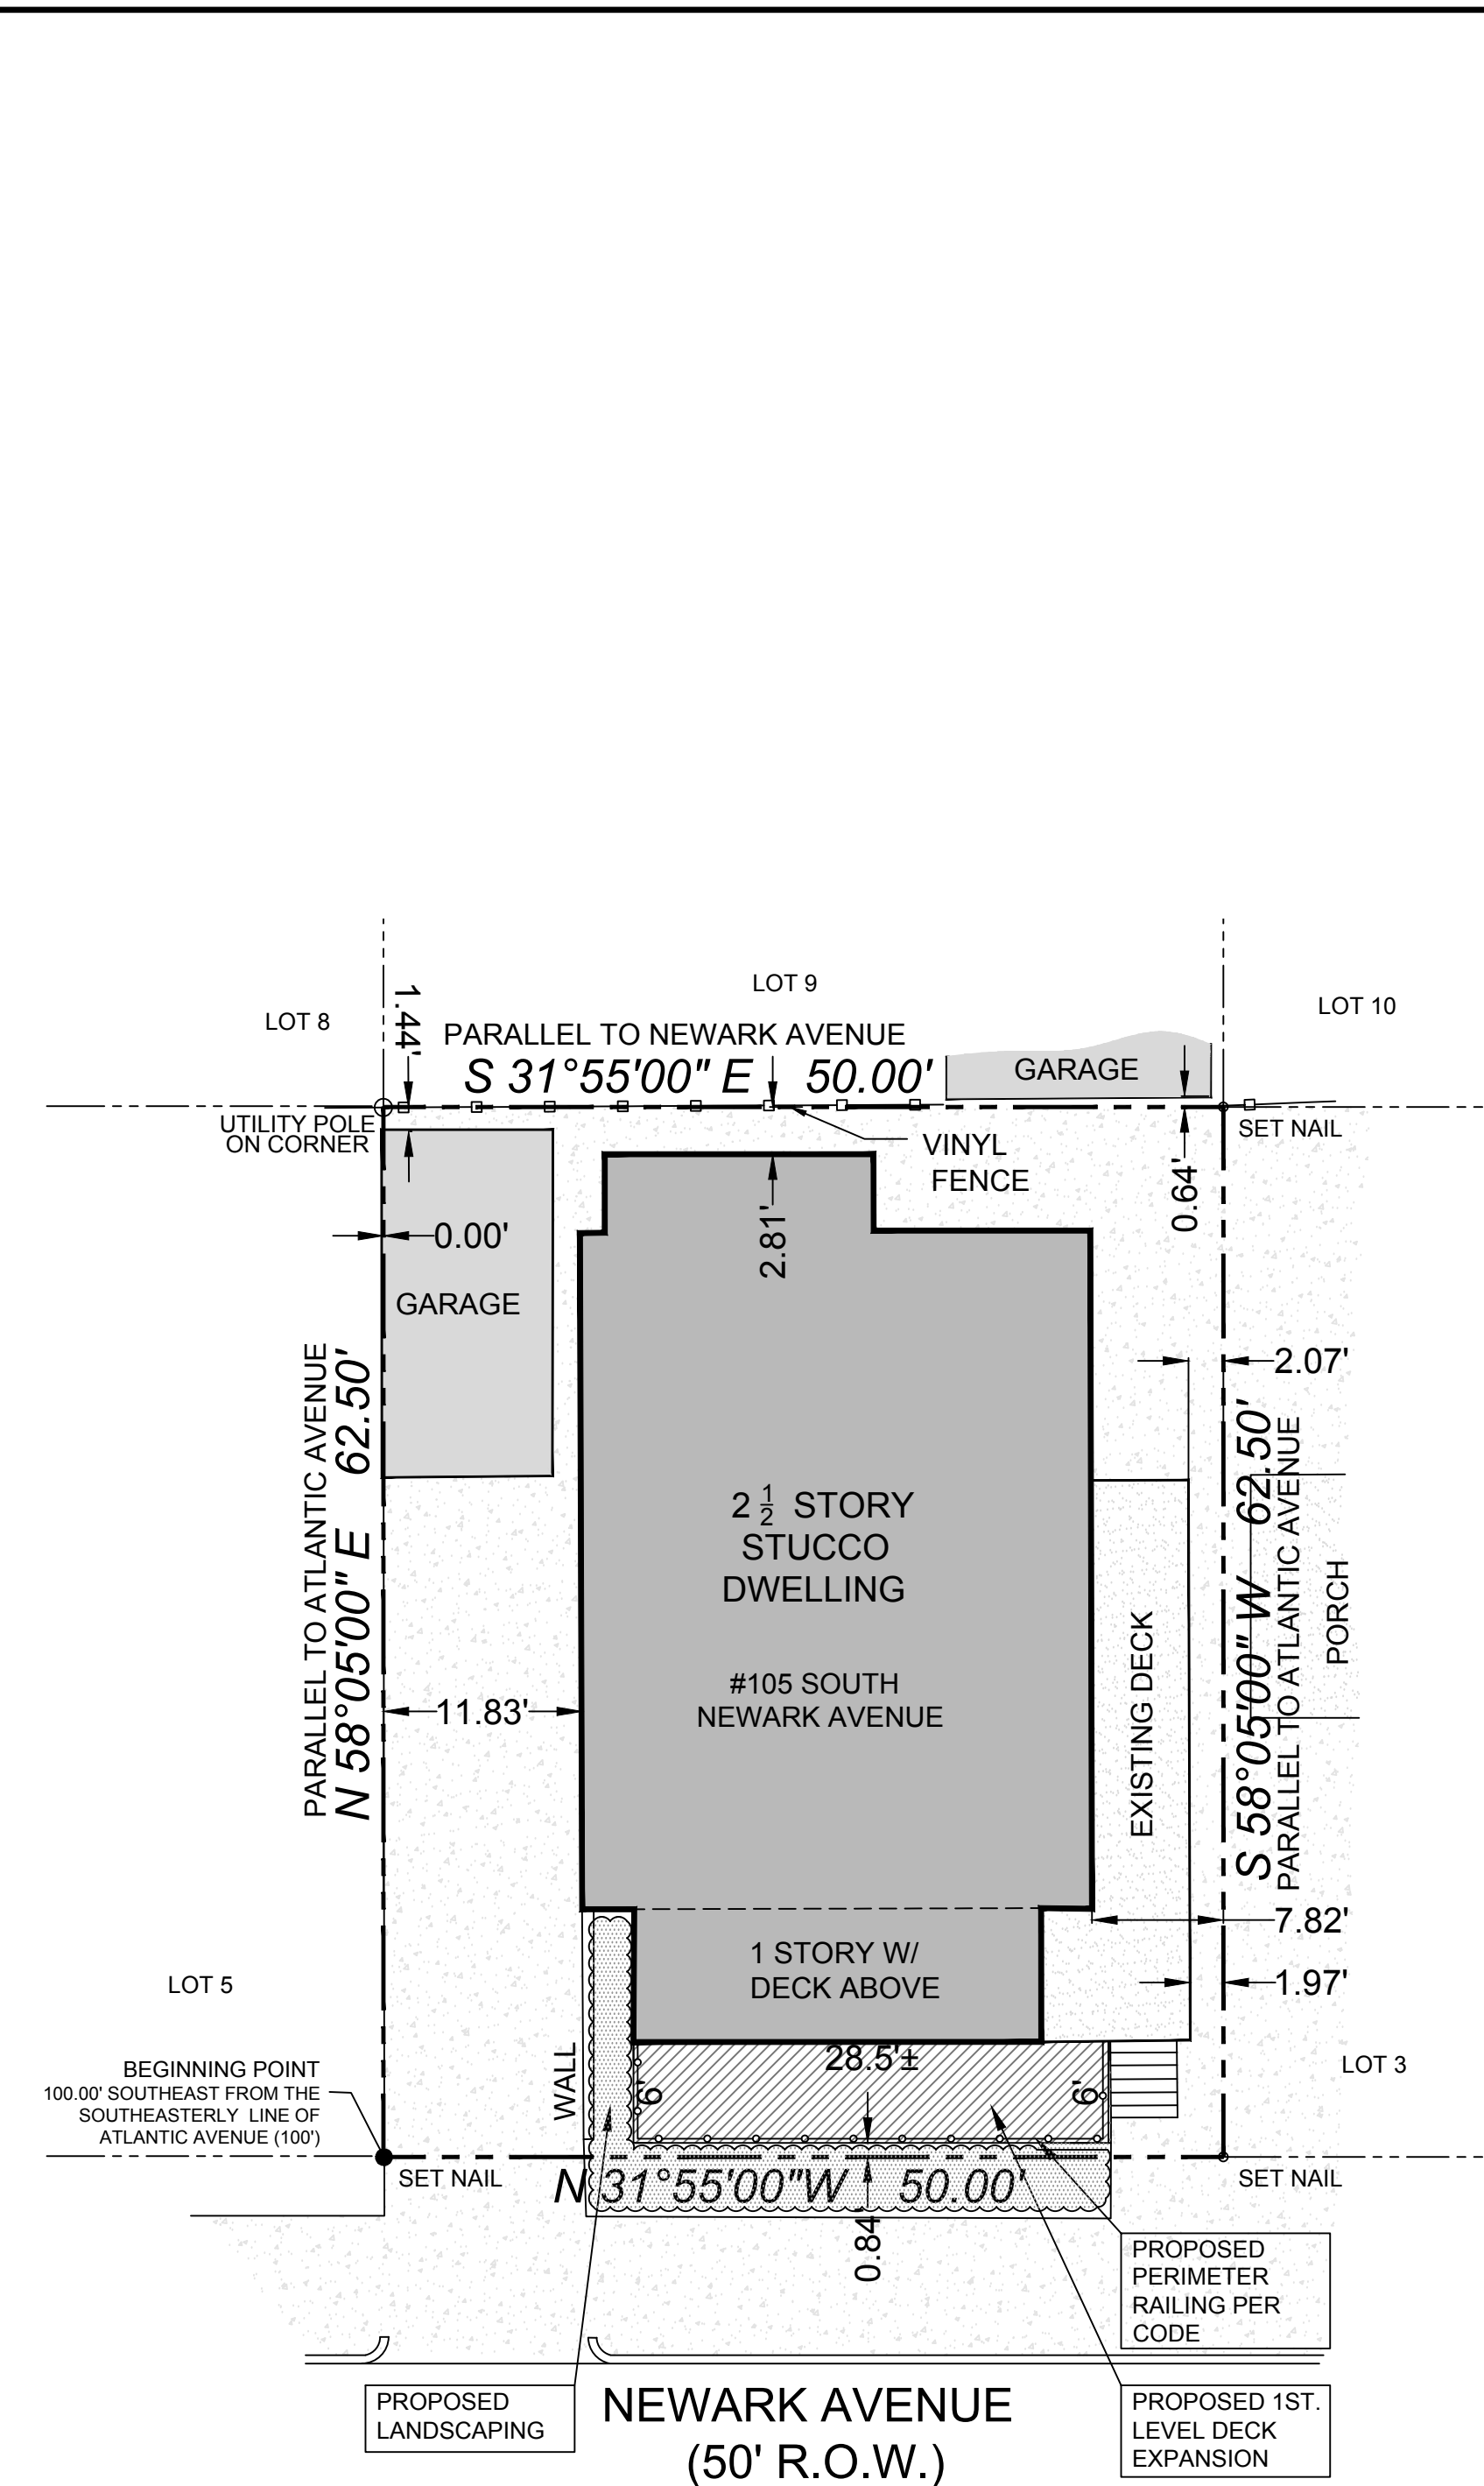 LOT 9
LOT 8
LOT 10
1.44'
PARALLEL TO NEWARK AVENUE
S 31°55'00" E 50.00'
GARAGE
UTILITY POLE
ON CORNER
SET NAIL
VINYL
FENCE
0.64'
2.81'
0.00'
GARAGE
2.07'
PARALLEL TO ATLANTIC AVENUE
N 58°05'00" E 62.50'
S 58°05'00" W 62.50'
PARALLEL TO ATLANTIC AVENUE
2 1/2 STORY
STUCCO
DWELLING
PORCH
EXISTING DECK
#105 SOUTH
NEWARK AVENUE
11.83'
7.82'
1 STORY W/
DECK ABOVE
1.97'
LOT 5
WALL
28.5'±
LOT 3
6'
6'
BEGINNING POINT
100.00' SOUTHEAST FROM THE
SOUTHEASTERLY LINE OF
ATLANTIC AVENUE (100')
SET NAIL
N 31°55'00"W 50.00'
SET NAIL
0.84'
PROPOSED
PERIMETER
RAILING PER
CODE
PROPOSED
LANDSCAPING
NEWARK AVENUE
(50' R.O.W.)
PROPOSED 1ST.
LEVEL DECK
EXPANSION